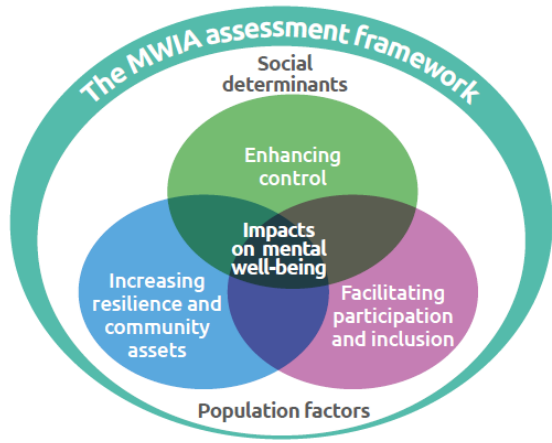 The MWIA assessment framework
Social
determinants
Enhancing
control
Impacts
on mental
well-being
Increasing
resilience and
community
assets
Facilitating
participation
and inclusion
Population factors